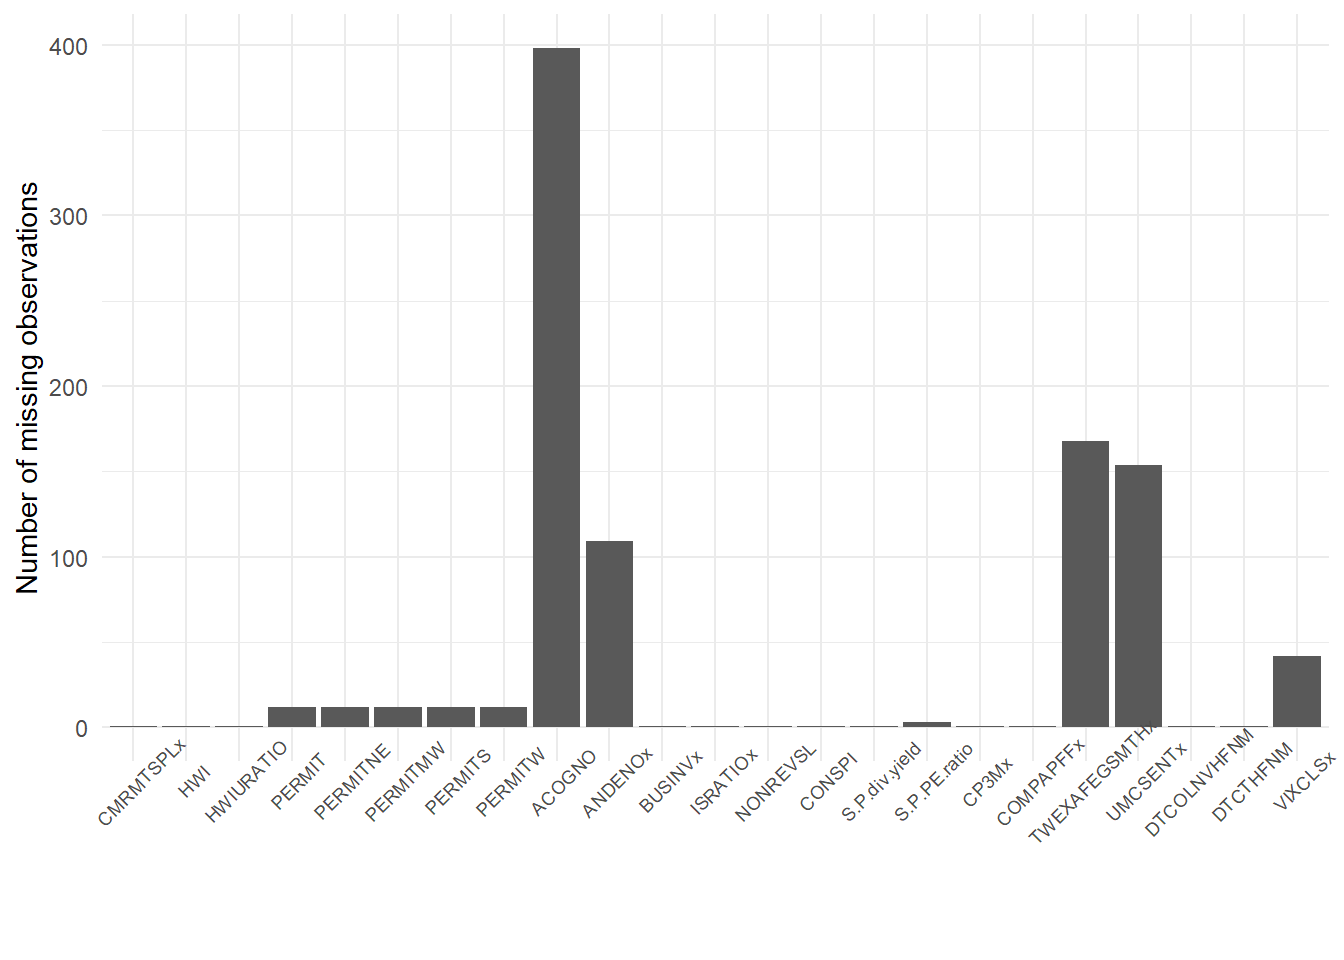 Number of missing observations
400
300
200
100
0
CMRMTSPLx
HWI
HWIURATIO
PERMIT
PERMITNE
PERMITMW
PERMITS
PERMITW
ACOGNO
ANDENOx
BUSINVx
ISRATIOx
NONREVSL
CONSPI
S.P.div.yield
S.P.PE.ratio
CP3Mx
COMPAPFFx
TWEXAFEGSMTHx
UMCSENTx
DTCOLNVHFNM
DTCTHFNM
VIXCLSx